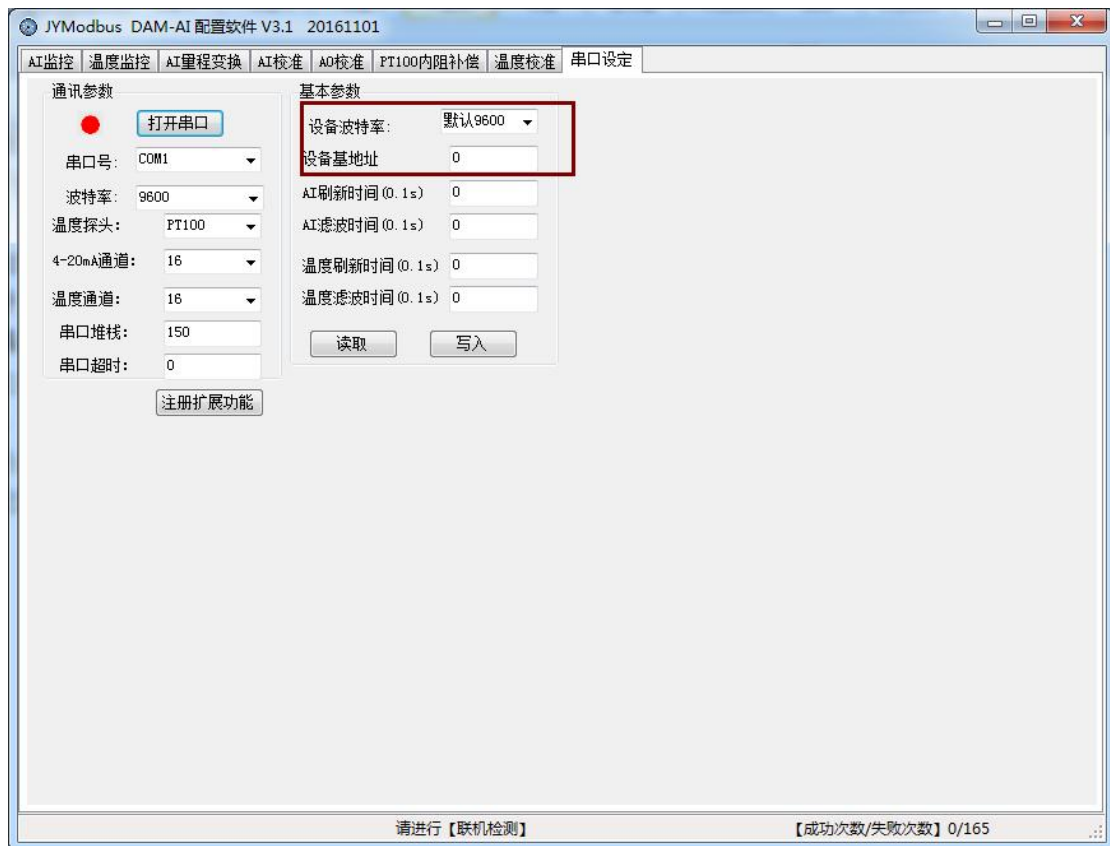 JYModbus DAM-AI 配置软件 V3.1 20161101
AI监控 温度监控 AI量程变换 AI校准 AO校准 PT100内阻补偿 温度校准 串口设定
通讯参数
打开串口
串口号: COM1
波特率: 9600
温度探头: PT100
4-20mA通道: 16
温度通道: 16
串口堆栈: 150
串口超时: 0
注册扩展功能
基本参数
设备波特率: 默认9600
设备基地址 0
AI刷新时间(0.1s) 0
AI滤波时间(0.1s) 0
温度刷新时间(0.1s) 0
温度滤波时间(0.1s) 0
读取 写入
请进行【联机检测】 【成功次数/失败次数】0/165